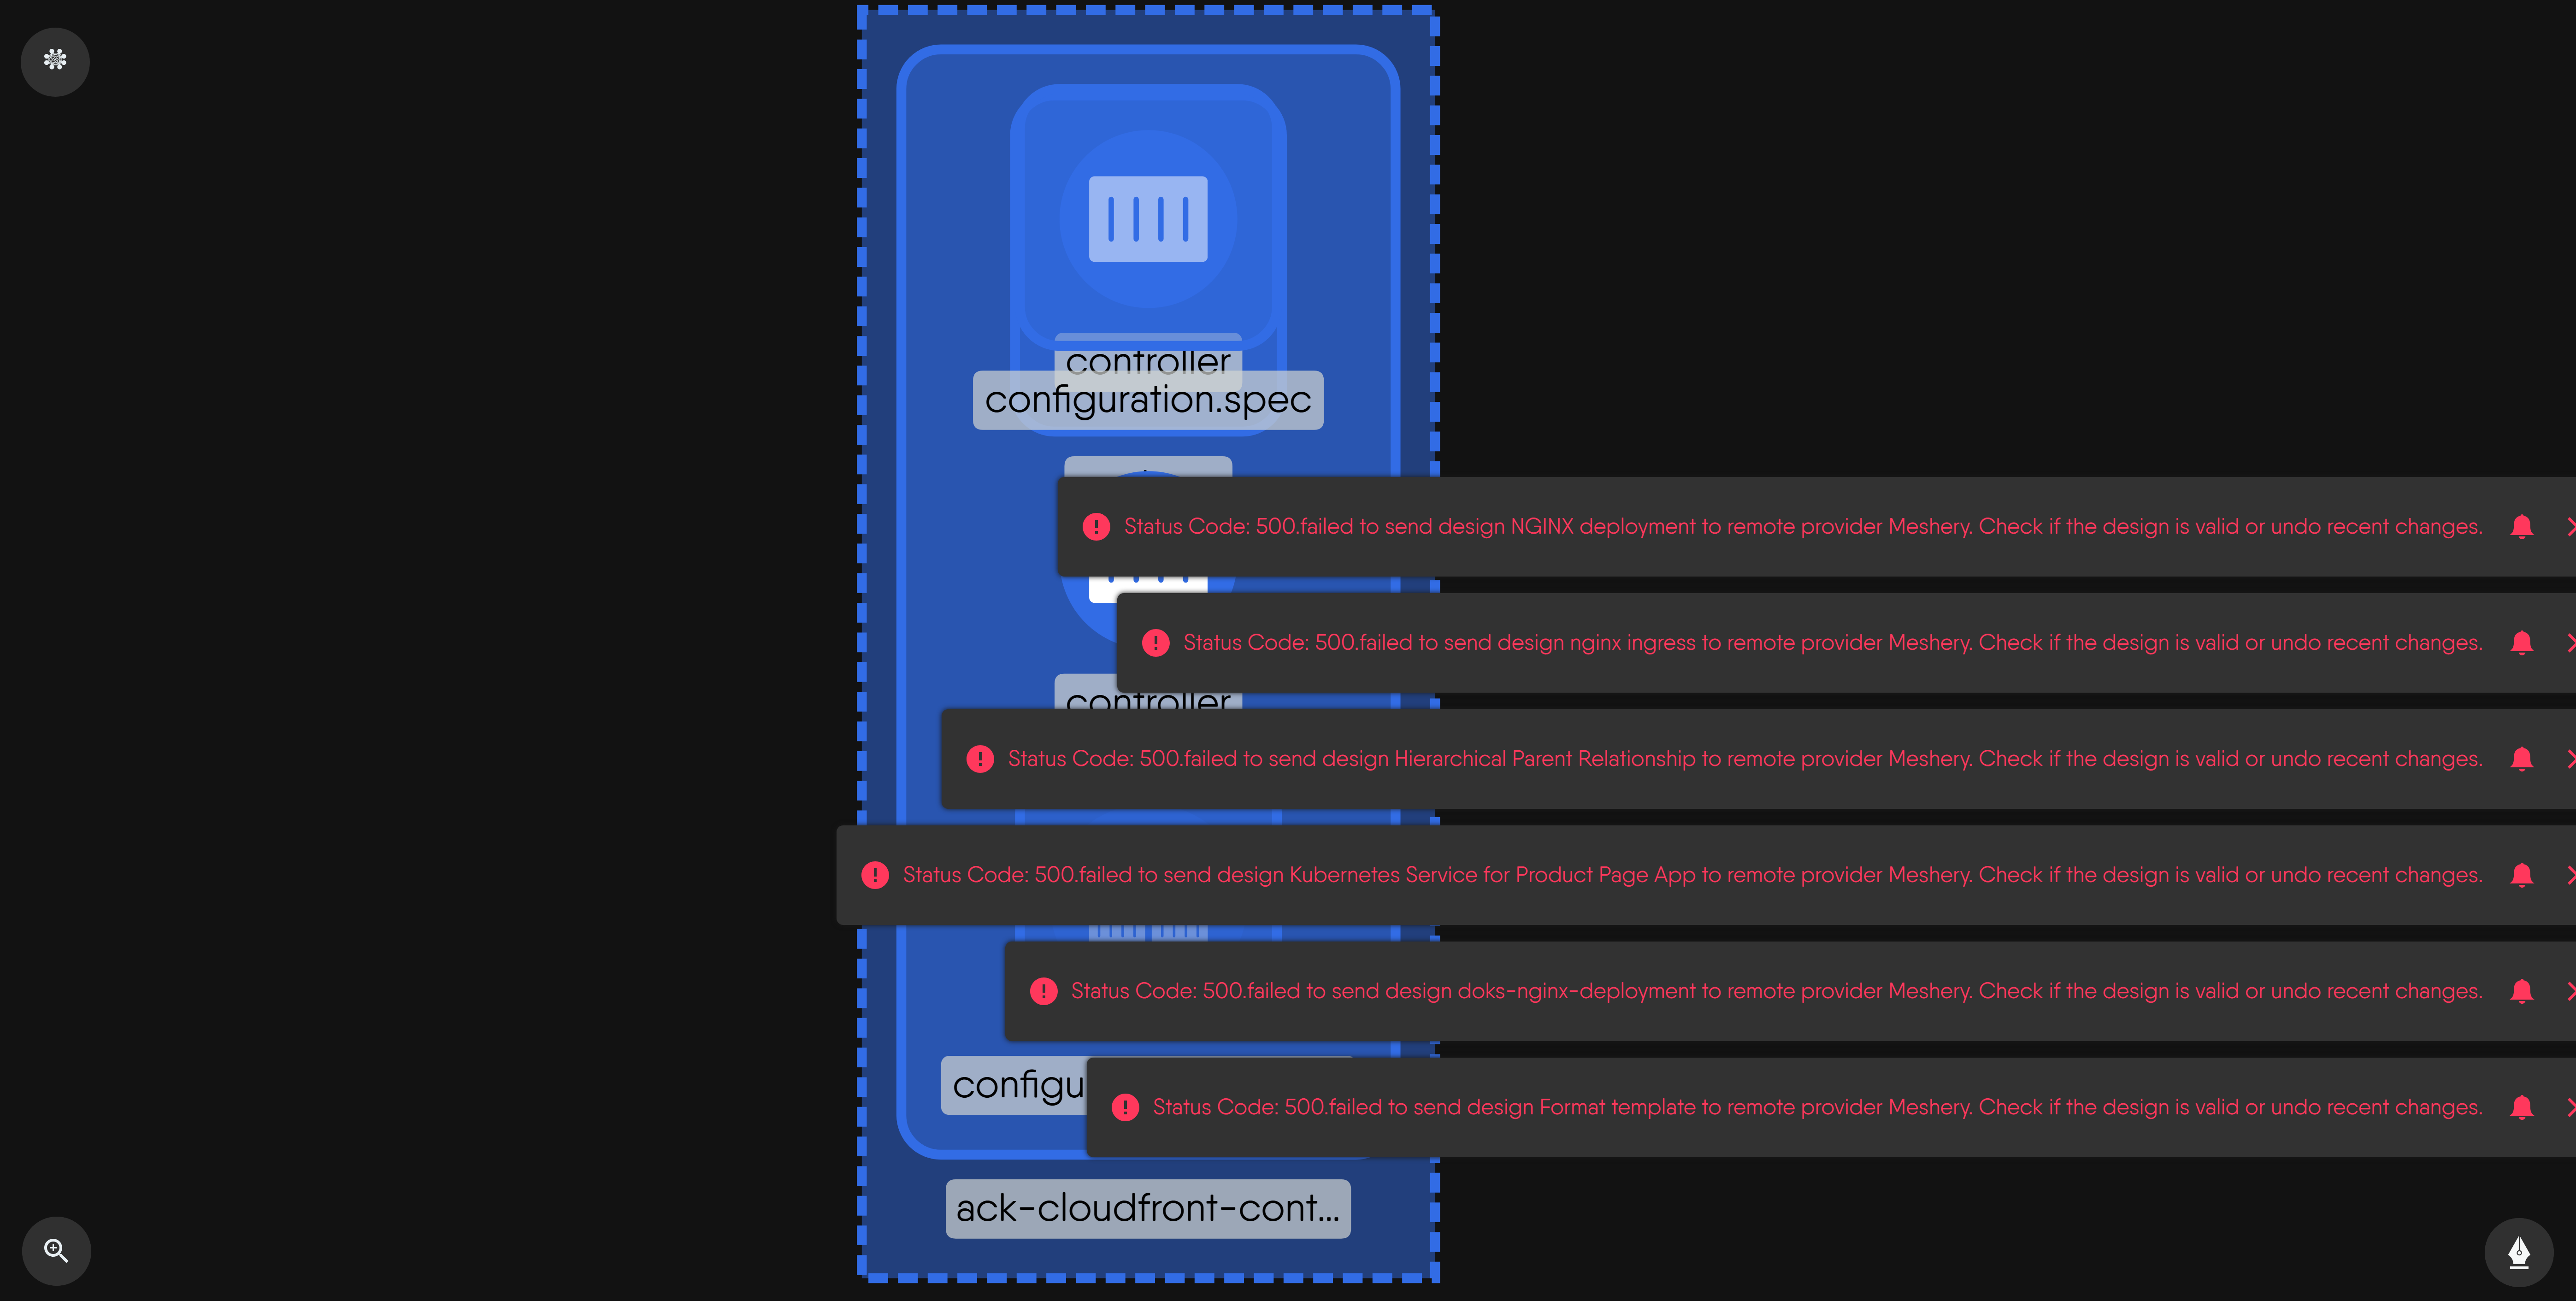 controller
configuration.spec
Status Code: 500.failed to send design NGINX deployment to remote provider Meshery. Check if the design is valid or undo recent changes.
Status Code: 500.failed to send design nginx ingress to remote provider Meshery. Check if the design is valid or undo recent changes.
controller
Status Code: 500.failed to send design Hierarchical Parent Relationship to remote provider Meshery. Check if the design is valid or undo recent changes.
Status Code: 500.failed to send design Kubernetes Service for Product Page App to remote provider Meshery. Check if the design is valid or undo recent changes.
Status Code: 500.failed to send design doks-nginx-deployment to remote provider Meshery. Check if the design is valid or undo recent changes.
configu
Status Code: 500.failed to send design Format template to remote provider Meshery. Check if the design is valid or undo recent changes.
ack-cloudfront-cont...